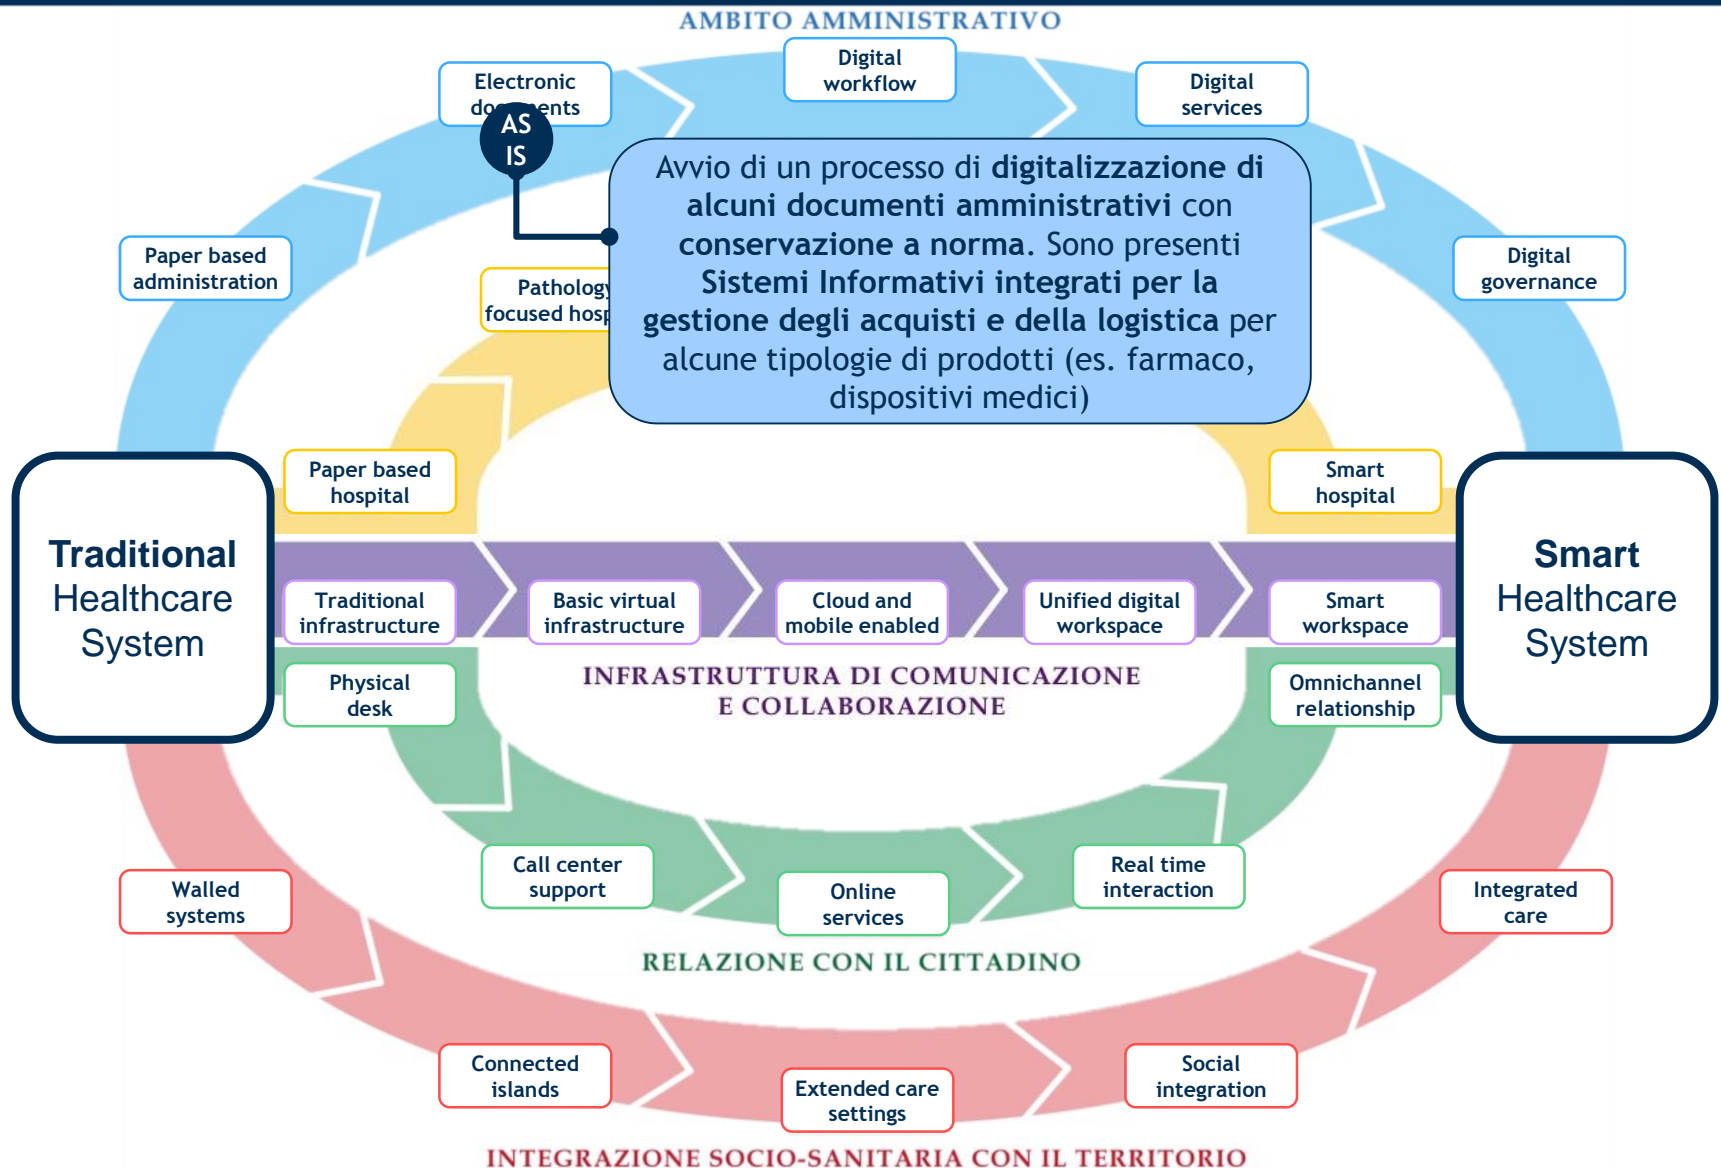 AMBITO AMMINISTRATIVO
Electronic
documents
Digital
workflow
Digital
services
AS
IS
Avvio di un processo di digitalizzazione di
alcuni documenti amministrativi con
conservazione a norma. Sono presenti
Sistemi Informativi integrati per la
gestione degli acquisti e della logistica per
alcune tipologie di prodotti (es. farmaco,
dispositivi medici)
Paper based
administration
Digital
governance
Pathology
focused hosp
Paper based
hospital
Smart
hospital
Traditional
Healthcare
System
Smart
Healthcare
System
Traditional
infrastructure
Basic virtual
infrastructure
Cloud and
mobile enabled
Unified digital
workspace
Smart
workspace
INFRASTRUTTURA DI COMUNICAZIONE
E COLLABORAZIONE
Physical
desk
Omnichannel
relationship
Call center
support
Online
services
Real time
interaction
RELAZIONE CON IL CITTADINO
Walled
systems
Integrated
care
Connected
islands
Extended care
settings
Social
integration
INTEGRAZIONE SOCIO-SANITARIA CON IL TERRITORIO